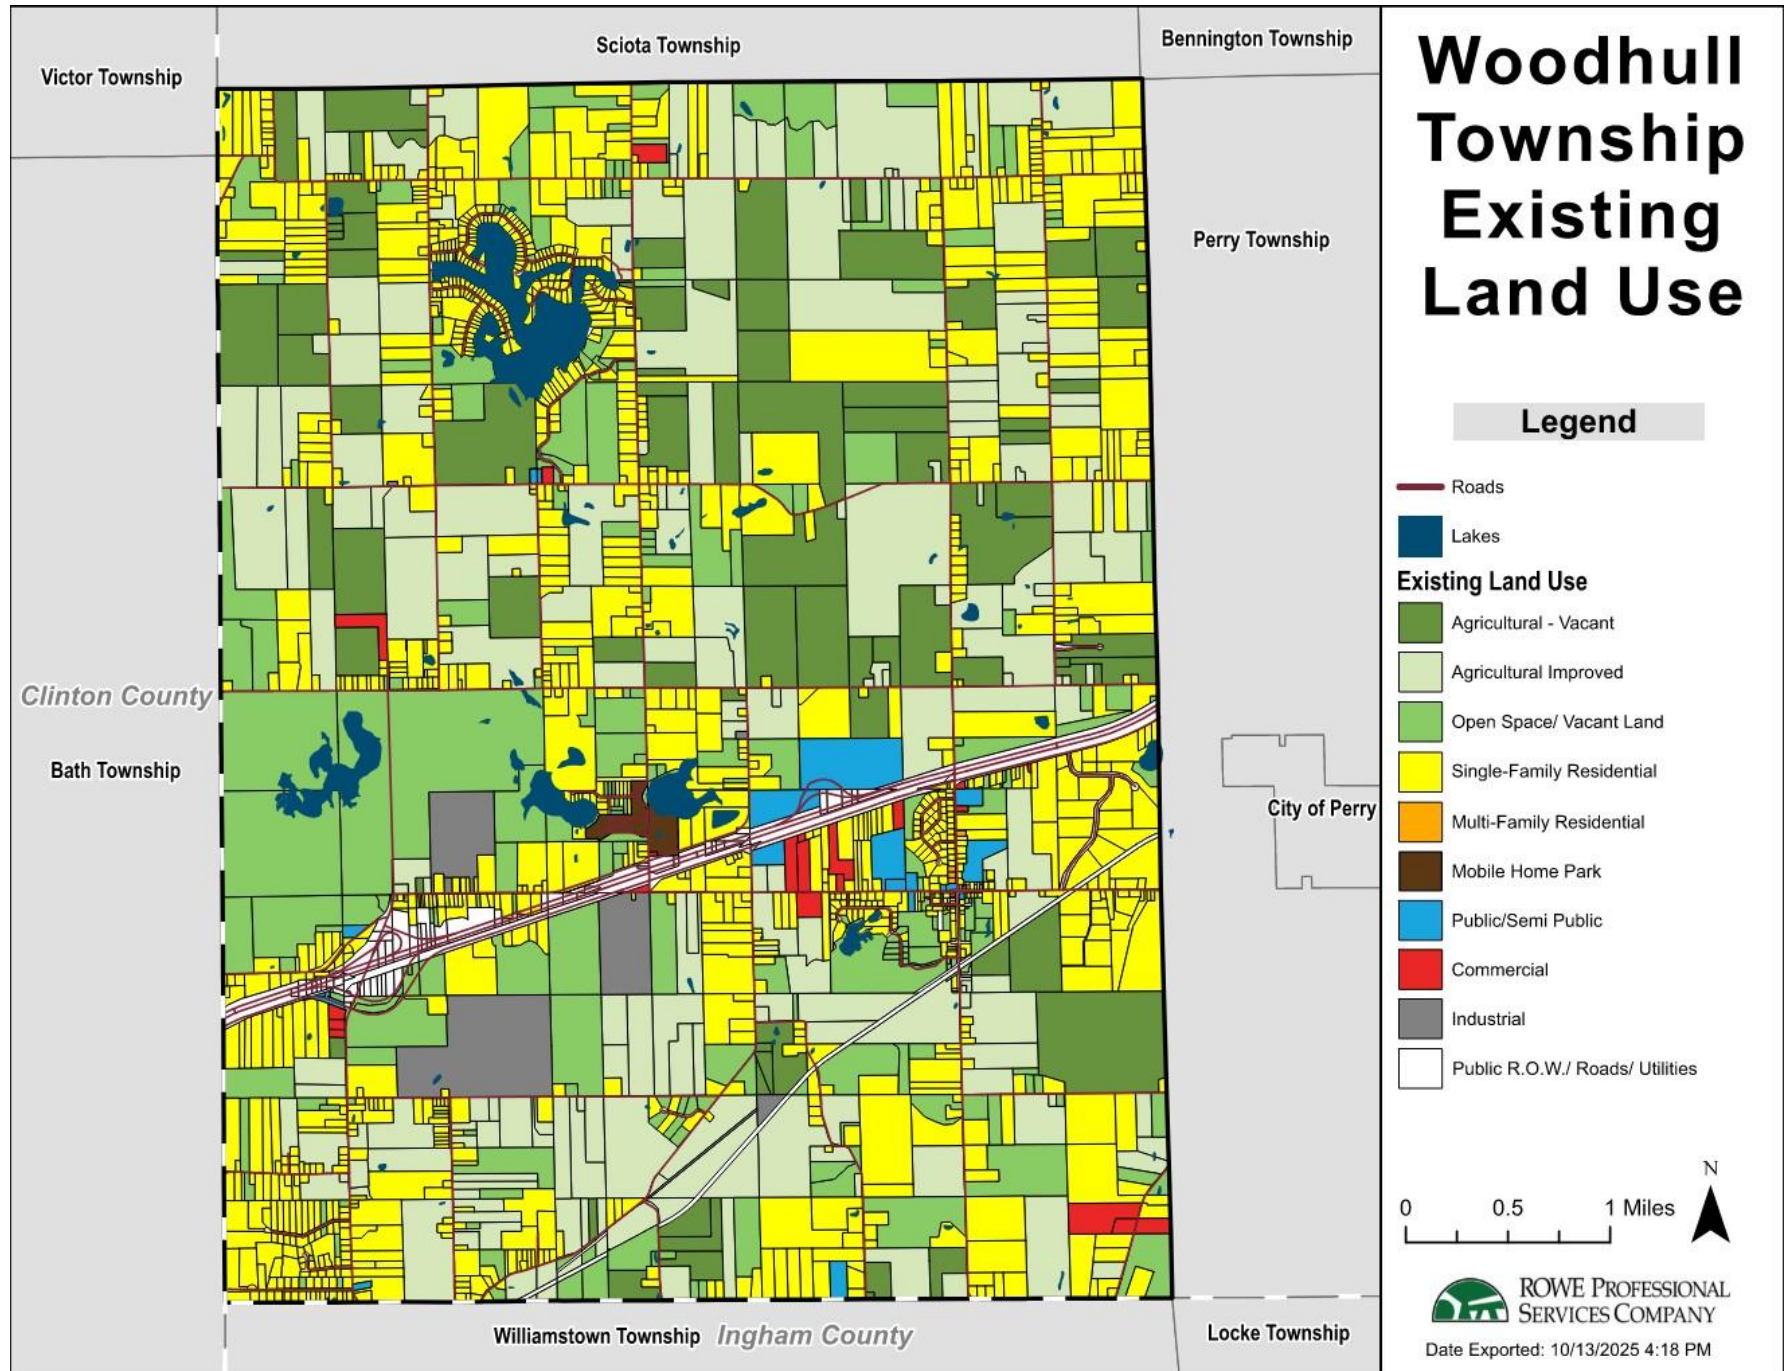 Woodhull
Township
Existing
Land Use
Legend
Roads
Lakes
Existing Land Use
Agricultural - Vacant
Agricultural Improved
Open Space/ Vacant Land
Single-Family Residential
Multi-Family Residential
Mobile Home Park
Public/Semi Public
Commercial
Industrial
Public R.O.W./ Roads/ Utilities
N
0 0.5 1 Miles
ROWE PROFESSIONAL
SERVICES COMPANY
Date Exported: 10/13/2025 4:18 PM
Victor Township
Sciota Township
Bennington Township
Perry Township
Clinton County
Bath Township
City of Perry
Williamstown Township
Ingham County
Locke Township